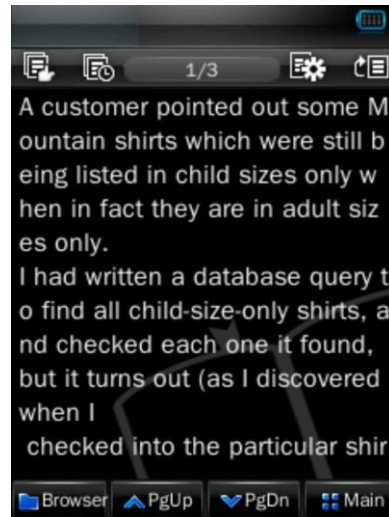 1/3
A customer pointed out some M
ountain shirts which were still b
eing listed in child sizes only w
hen in fact they are in adult siz
es only.
I had written a database query t
o find all child-size-only shirts, a
nd checked each one it found,
but it turns out (as I discovered
when I
checked into the particular shir
Browser PgUp PgDn Main